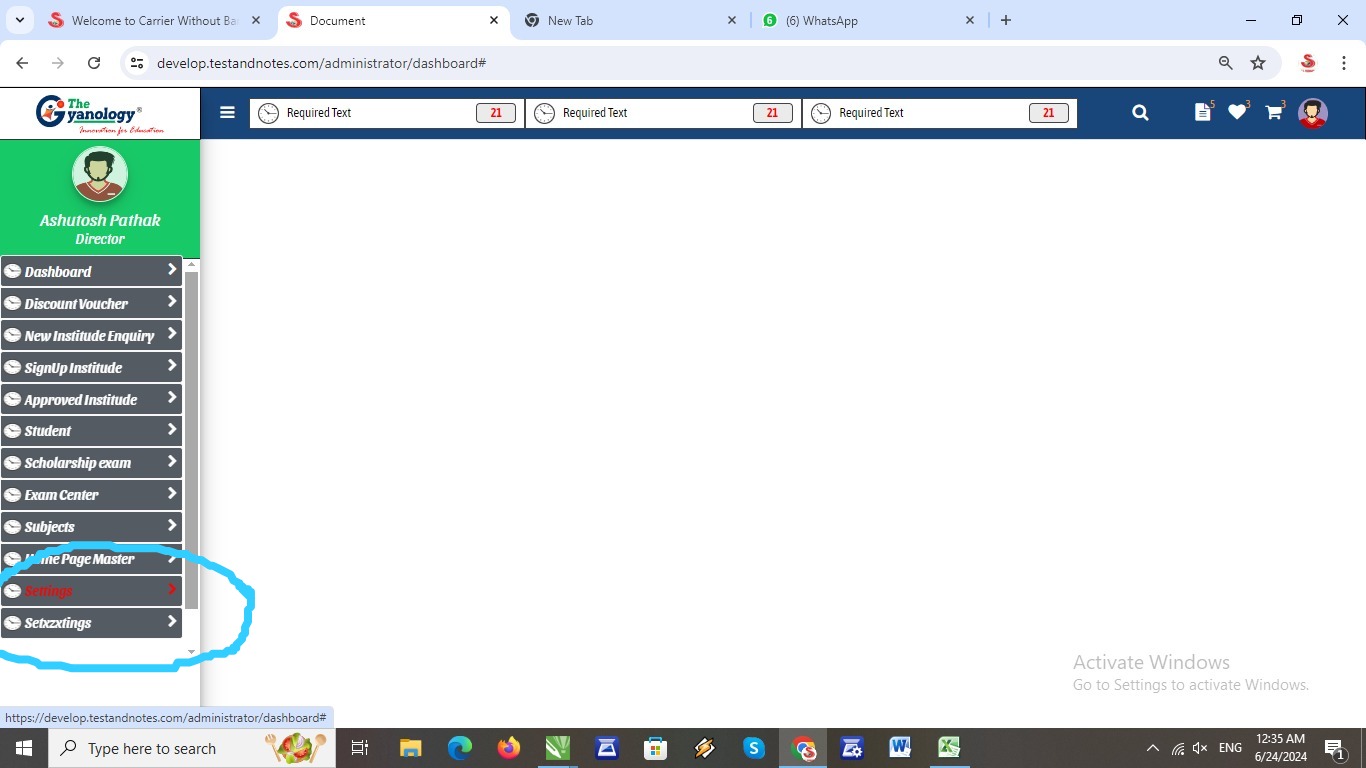 Welcome to Carrier Without Ba
Document
New Tab
(6) WhatsApp
develop.testandnotes.com/administrator/dashboard#
The
Gyanology®
Innovation for Education
Required Text 21
Required Text 21
Required Text 21
5
3
3
Ashutosh Pathak
Director
Dashboard
Discount Voucher
New Institude Enquiry
SignUp Institude
Approved Institude
Student
Scholarship exam
Exam Center
Subjects
Home Page Master
Settings
Setxzxtings
Activate Windows
Go to Settings to activate Windows.
https://develop.testandnotes.com/administrator/dashboard#
Type here to search
ENG
12:35 AM
6/24/2024
1